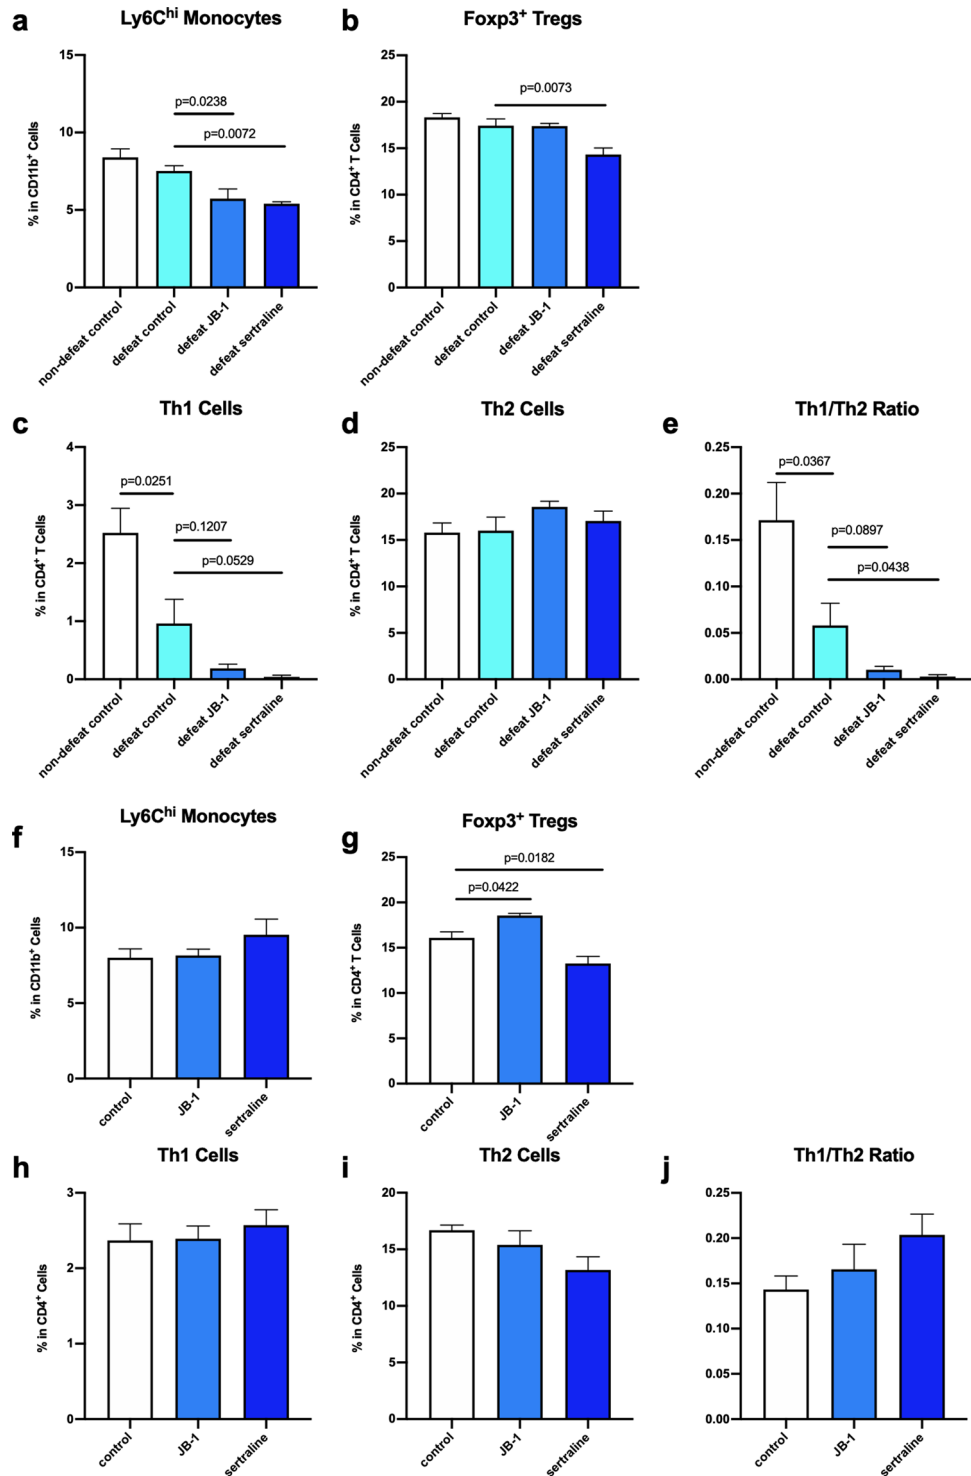 a
Ly6Chi Monocytes
% in CD11b+ Cells
15
10
5
0
p=0.0238
p=0.0072
non-defeat control
defeat control
defeat JB-1
defeat sertraline
b
Foxp3+ Tregs
% in CD4+ T Cells
25
20
15
10
5
0
p=0.0073
non-defeat control
defeat control
defeat JB-1
defeat sertraline
c
Th1 Cells
% in CD4+ T Cells
4
3
2
1
0
p=0.0251
p=0.1207
p=0.0529
non-defeat control
defeat control
defeat JB-1
defeat sertraline
d
Th2 Cells
% in CD4+ T Cells
25
20
15
10
5
0
non-defeat control
defeat control
defeat JB-1
defeat sertraline
e
Th1/Th2 Ratio
0.25
0.20
0.15
0.10
0.05
0.00
p=0.0367
p=0.0897
p=0.0438
non-defeat control
defeat control
defeat JB-1
defeat sertraline
f
Ly6Chi Monocytes
% in CD11b+ Cells
15
10
5
0
control
JB-1
sertraline
g
Foxp3+ Tregs
% in CD4+ T Cells
25
20
15
10
5
0
p=0.0182
p=0.0422
control
JB-1
sertraline
h
Th1 Cells
% in CD4+ Cells
3
2
1
0
control
JB-1
sertraline
i
Th2 Cells
% in CD4+ Cells
20
15
10
5
0
control
JB-1
sertraline
j
Th1/Th2 Ratio
0.25
0.20
0.15
0.10
0.05
0.00
control
JB-1
sertraline